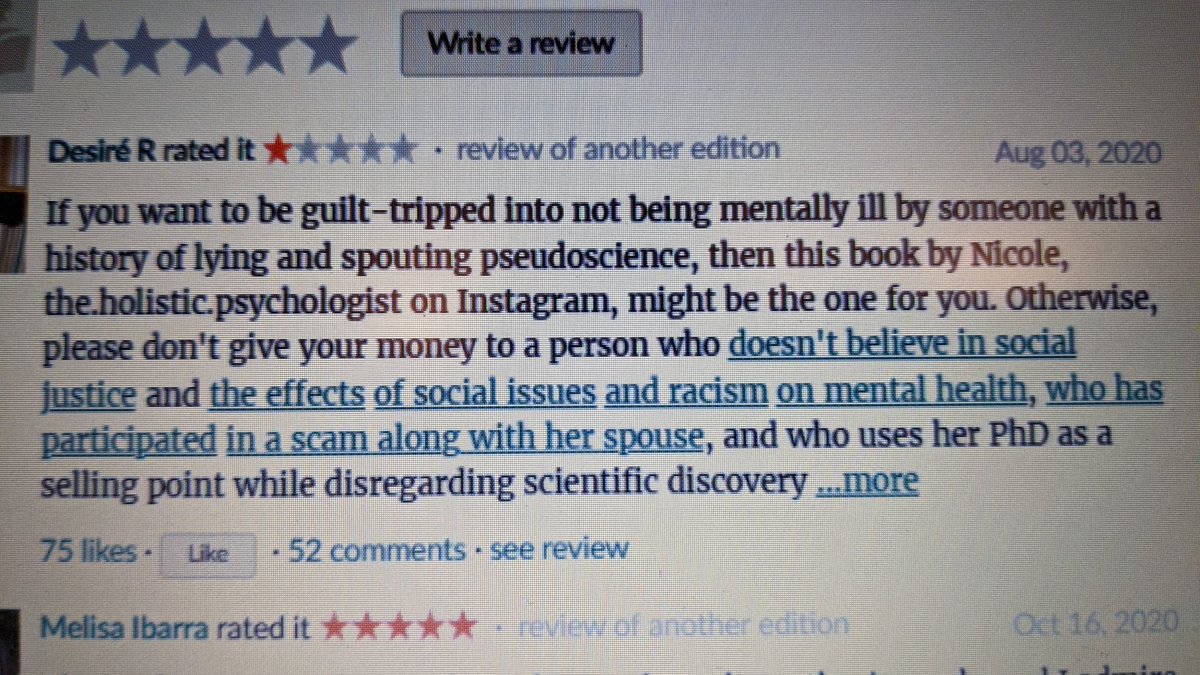 Write a review
Desiré R rated it · review of another edition Aug 03, 2020
If you want to be guilt-tripped into not being mentally ill by someone with a
history of lying and spouting pseudoscience, then this book by Nicole,
the.holistic.psychologist on Instagram, might be the one for you. Otherwise,
please don't give your money to a person who doesn't believe in social
justice and the effects of social issues and racism on mental health, who has
participated in a scam along with her spouse, and who uses her PhD as a
selling point while disregarding scientific discovery ...more
75 likes · Like · 52 comments · see review
Melisa Ibarra rated it · review of another edition Oct 16, 2020